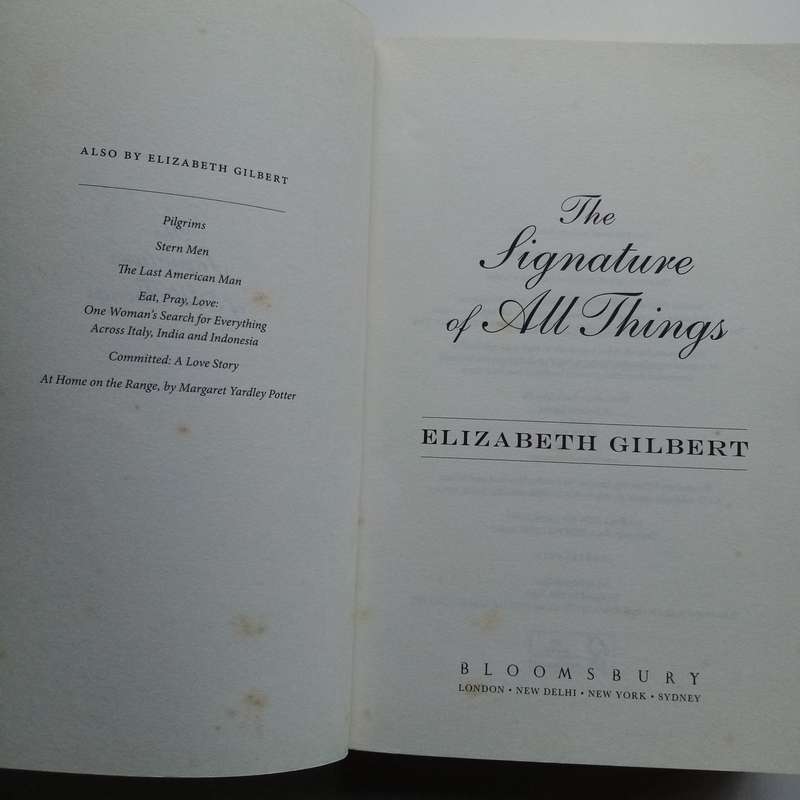 ALSO BY ELIZABETH GILBERT
Pilgrims
Stern Men
The Last American Man
Eat, Pray, Love:
One Woman's Search for Everything
Across Italy, India and Indonesia
Committed: A Love Story
At Home on the Range, by Margaret Yardley Potter
The
Signature
of All Things
ELIZABETH GILBERT
BLOOMSBURY
LONDON • NEW DELHI • NEW YORK • SYDNEY